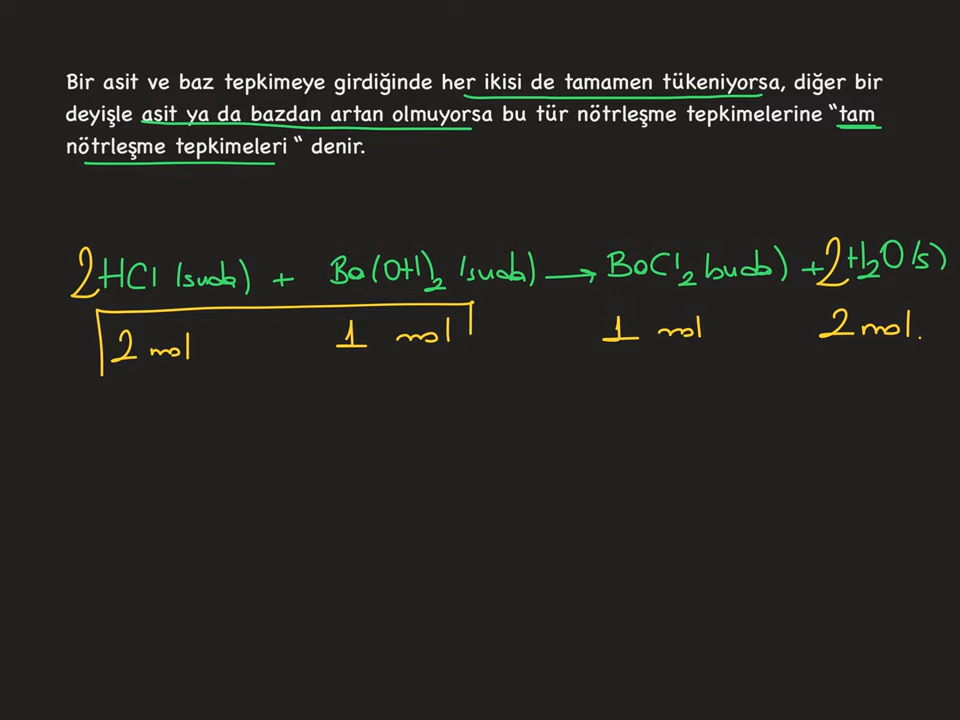 Bir asit ve baz tepkimeye girdiğinde her ikisi de tamamen tükeniyorsa, diğer bir
deyişle asit ya da bazdan artan olmuyorsa bu tür nötrleşme tepkimelerine “tam
nötrleşme tepkimeleri “ denir.
2HCl (suda) + Ba(OH)₂ (suda) → BaCl₂ (suda) + 2H₂O(s)
2 mol 1 mol 1 mol 2 mol.